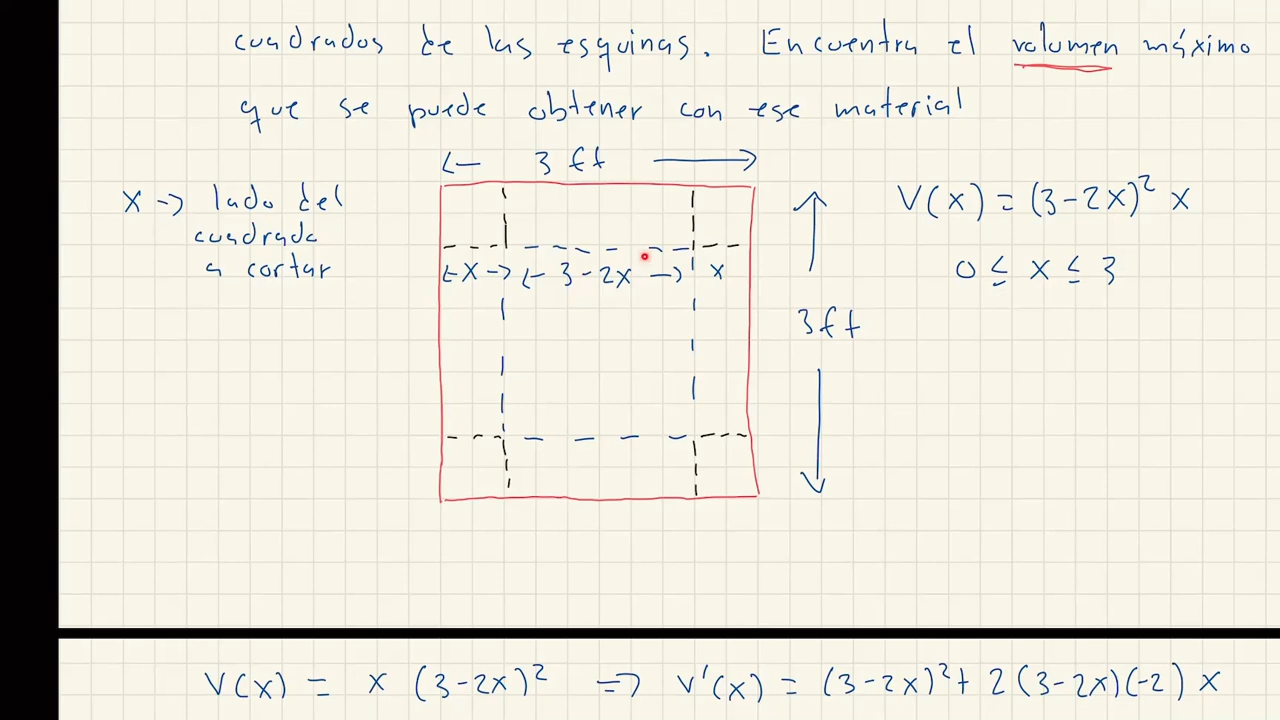 cuadrados de las esquinas. Encuentra el volumen máximo
que se puede obtener con ese material
<- 3 ft ->
x -> lado del
cuadrado
a cortar
V(x) = (3-2x)² x
0 ≤ x ≤ 3
<-x-> <- 3-2x -> x
3ft
V(x) = x (3-2x)² => V'(x) = (3-2x)² + 2(3-2x)(-2) x